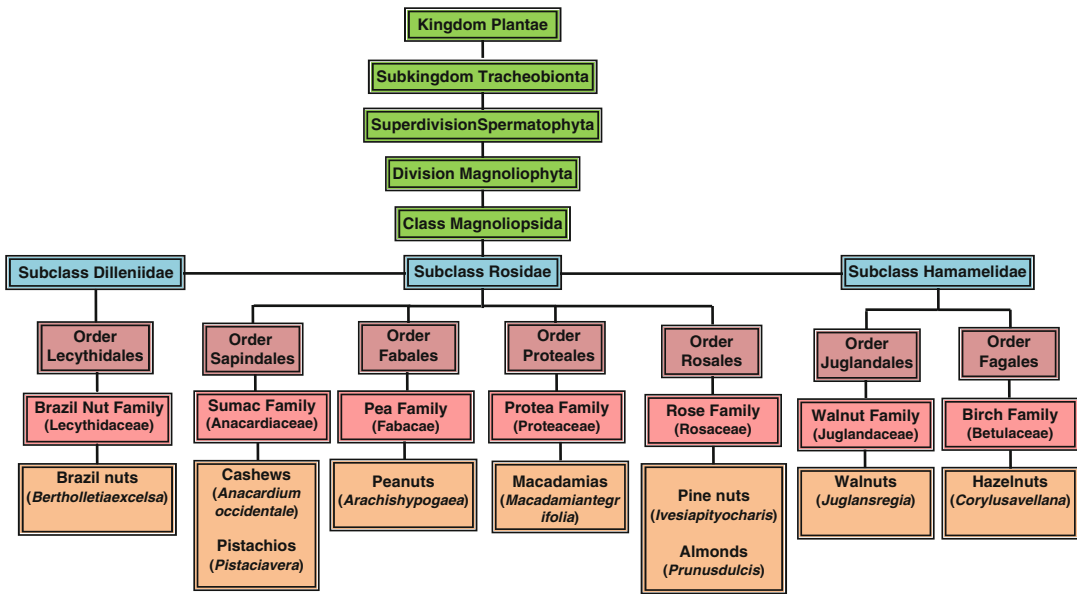 Kingdom Plantae
Subkingdom Tracheobionta
SuperdivisionSpermatophyta
Division Magnoliophyta
Class Magnoliopsida
Subclass Dilleniidae
Subclass Rosidae
Subclass Hamamelidae
Order
Lecythidales
Order
Sapindales
Order
Fabales
Order
Proteales
Order
Rosales
Order
Juglandales
Order
Fagales
Brazil Nut Family
(Lecythidaceae)
Sumac Family
(Anacardiaceae)
Pea Family
(Fabacae)
Protea Family
(Proteaceae)
Rose Family
(Rosaceae)
Walnut Family
(Juglandaceae)
Birch Family
(Betulaceae)
Brazil nuts
(Bertholletiaexcelsa)
Cashews
(Anacardium
occidentale)
Pistachios
(Pistaciavera)
Peanuts
(Arachishypogaea)
Macadamias
(Macadamiantegr
ifolia)
Pine nuts
(Ivesiapityocharis)
Almonds
(Prunusdulcis)
Walnuts
(Juglansregia)
Hazelnuts
(Corylusavellana)